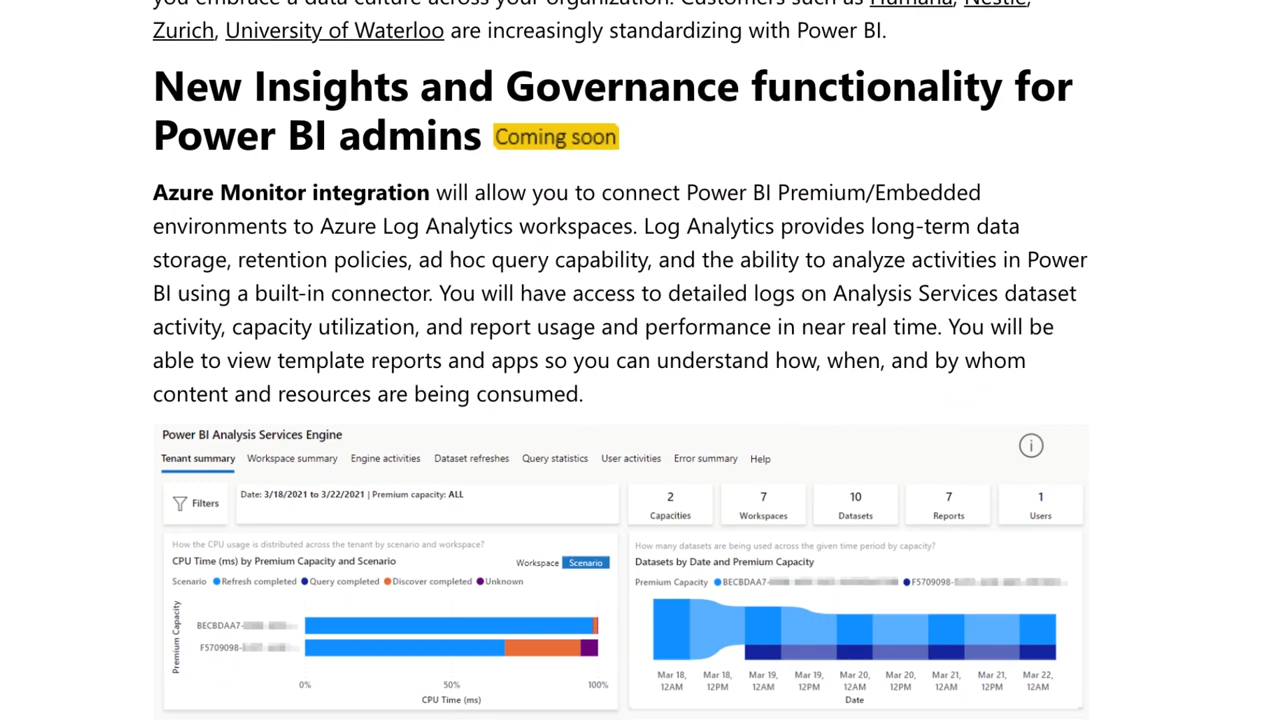 you embrace a data culture across your organization. Customers such as Humana, Nestle,
Zurich, University of Waterloo are increasingly standardizing with Power BI.
New Insights and Governance functionality for
Power BI admins Coming soon
Azure Monitor integration will allow you to connect Power BI Premium/Embedded
environments to Azure Log Analytics workspaces. Log Analytics provides long-term data
storage, retention policies, ad hoc query capability, and the ability to analyze activities in Power
BI using a built-in connector. You will have access to detailed logs on Analysis Services dataset
activity, capacity utilization, and report usage and performance in near real time. You will be
able to view template reports and apps so you can understand how, when, and by whom
content and resources are being consumed.
Power BI Analysis Services Engine
Tenant summary Workspace summary Engine activities Dataset refreshes Query statistics User activities Error summary Help
Filters
Date: 3/18/2021 to 3/22/2021 | Premium capacity: ALL
2 7 10 7 1
Capacities Workspaces Datasets Reports Users
How the CPU usage is distributed across the tenant by scenario and workspace?
CPU Time (ms) by Premium Capacity and Scenario
Workspace Scenario
Scenario Refresh completed Query completed Discover completed Unknown
Premium Capacity
BECBDAA7-
F5709098-
0% 50% 100%
CPU Time (ms)
How many datasets are being used across the given time period by capacity?
Datasets by Date and Premium Capacity
Premium Capacity BECBDAA7- F5709098-
Mar 18, Mar 18, Mar 19, Mar 19, Mar 20, Mar 20, Mar 21, Mar 21, Mar 22,
12AM 12PM 12AM 12PM 12AM 12PM 12AM 12PM 12AM
Date